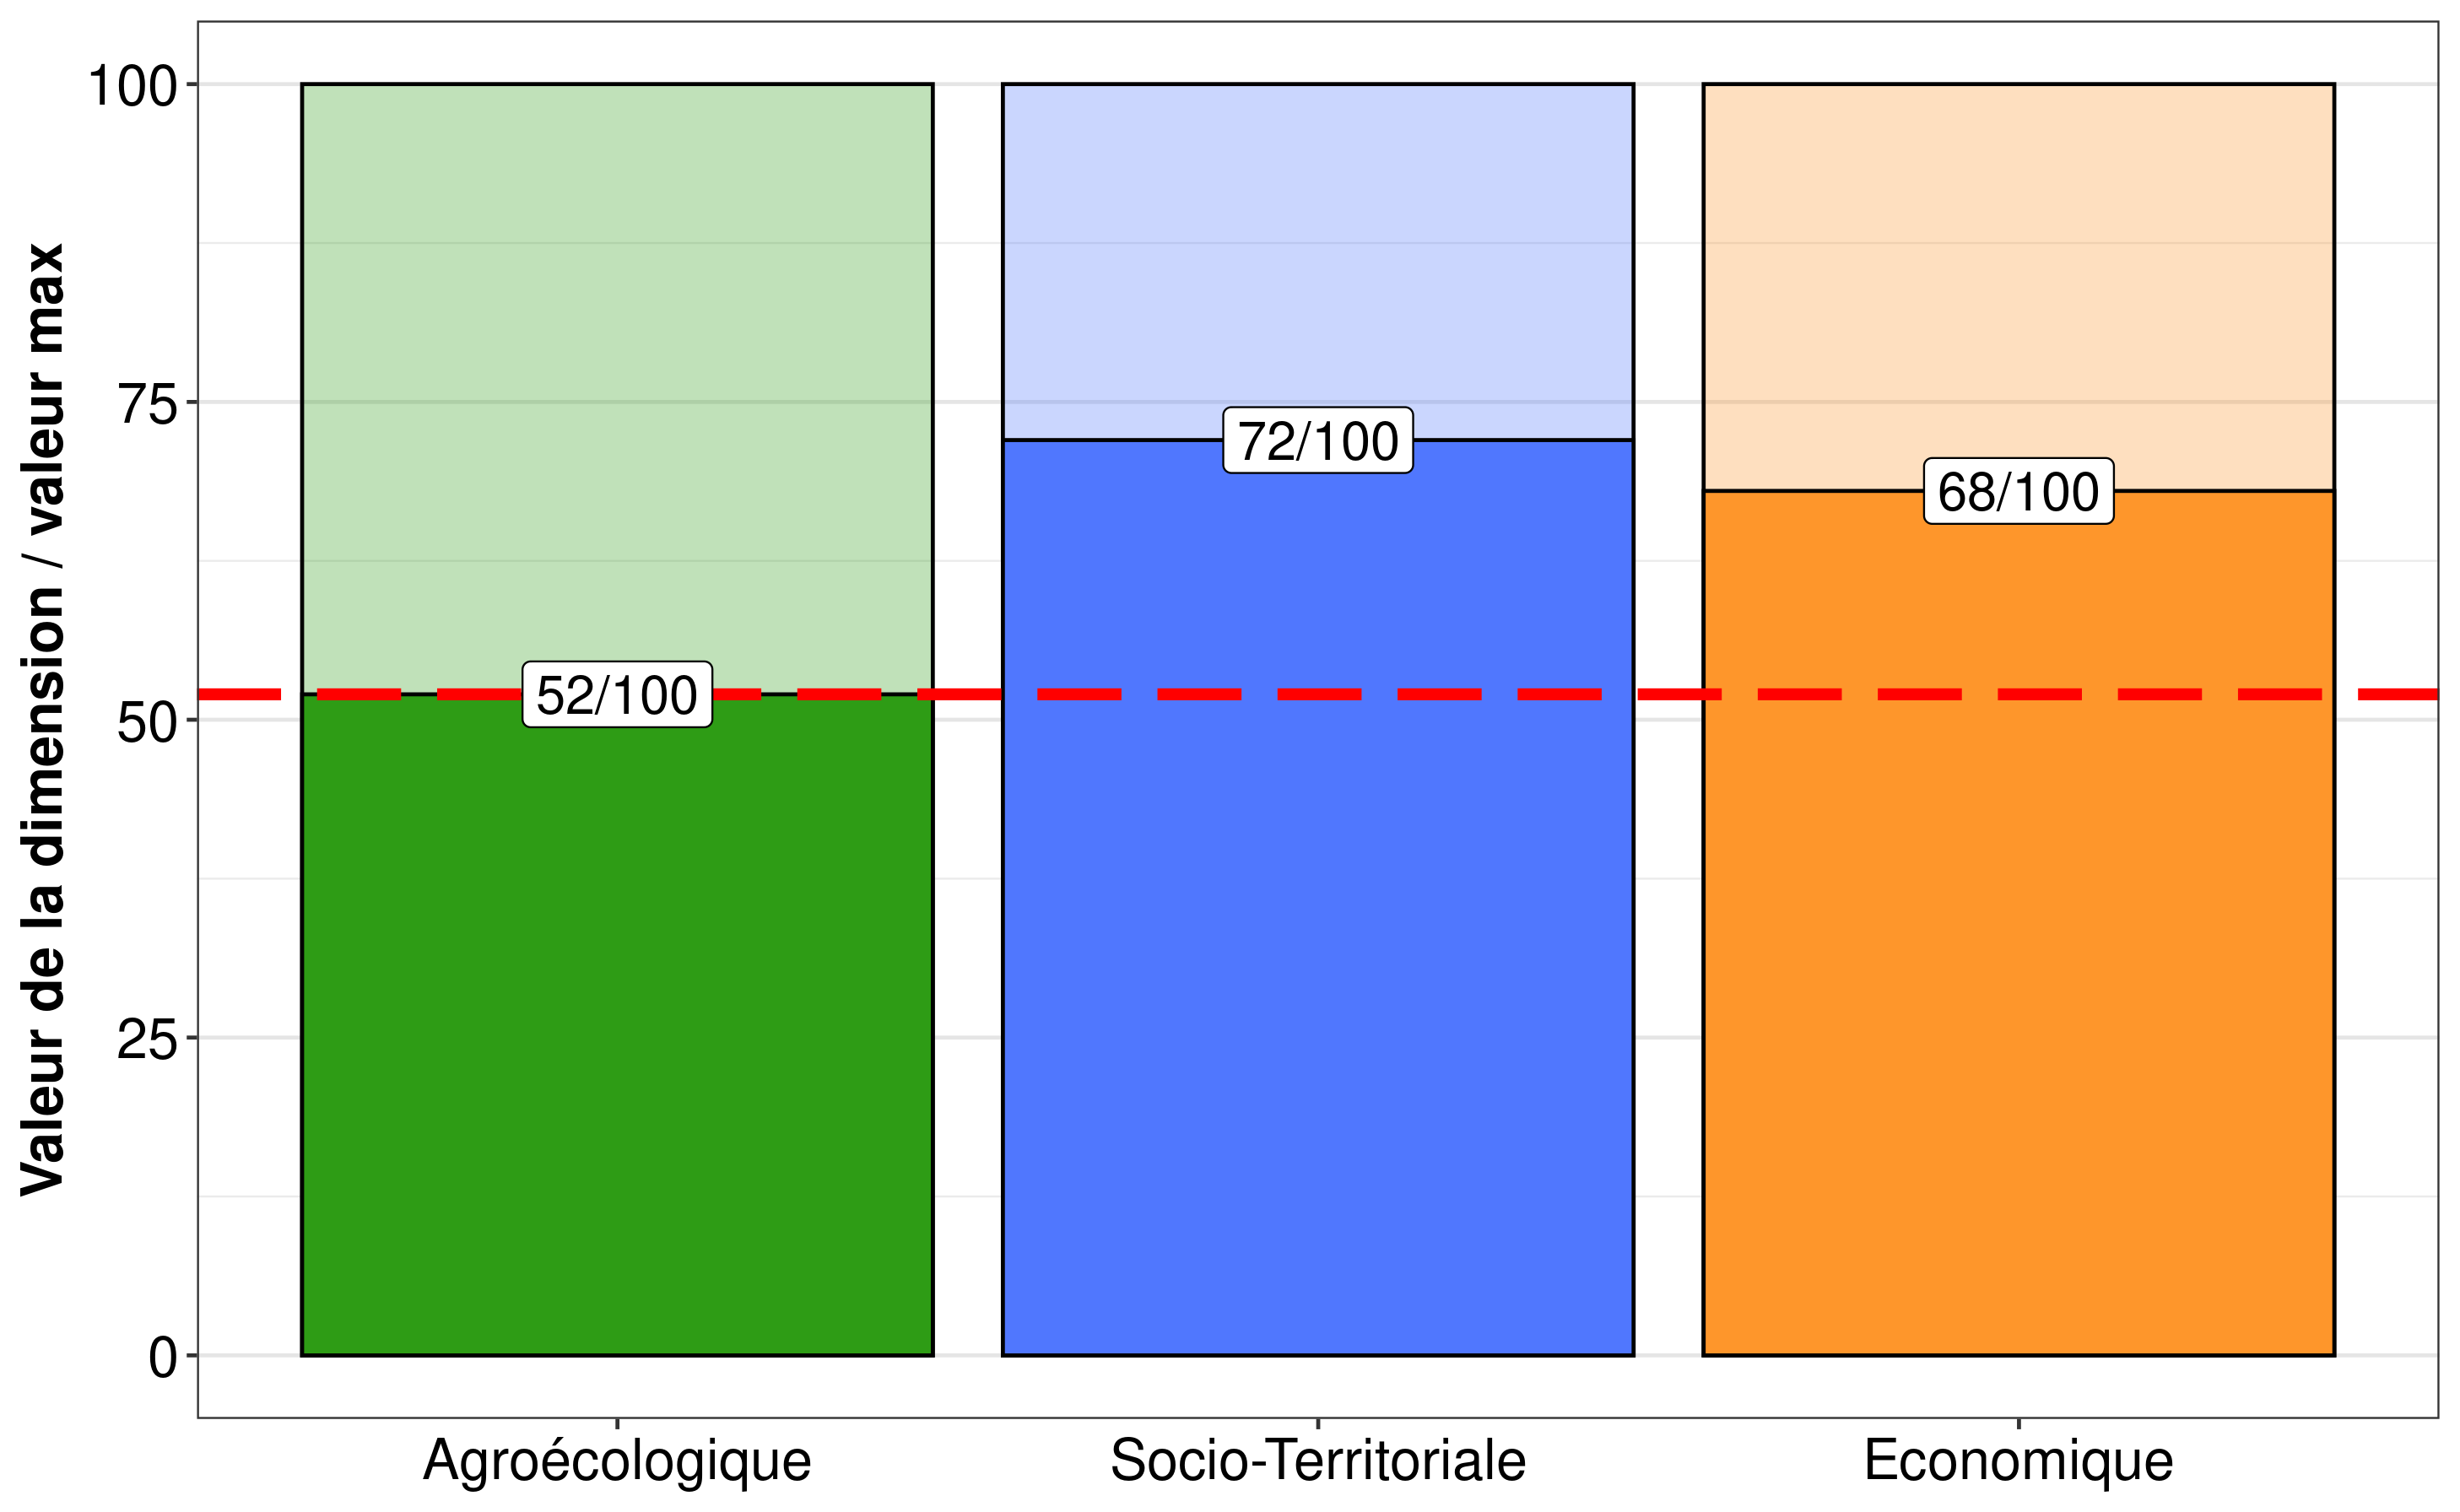 Valeur de la dimension / valeur max
100
75
50
25
0
52/100
72/100
68/100
Agroécologique
Socio-Territoriale
Economique